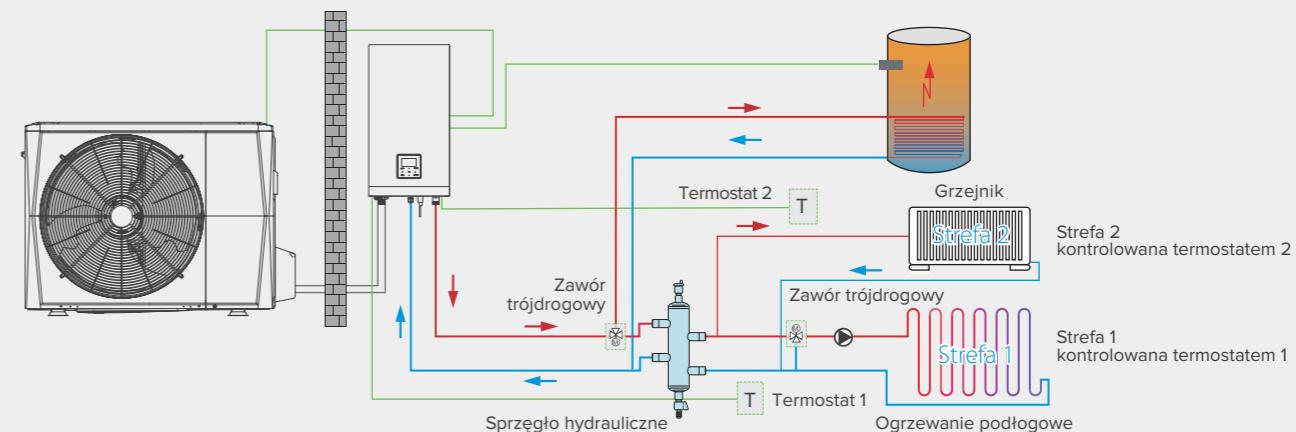 Termostat 2
T
Grzejnik
Strefa 2
Strefa 2
kontrolowana termostatem 2
Zawór
trójdrogowy
Zawór trójdrogowy
Strefa 1
Strefa 1
kontrolowana termostatem 1
T
Termostat 1
Sprzęgło hydrauliczne
Ogrzewanie podłogowe